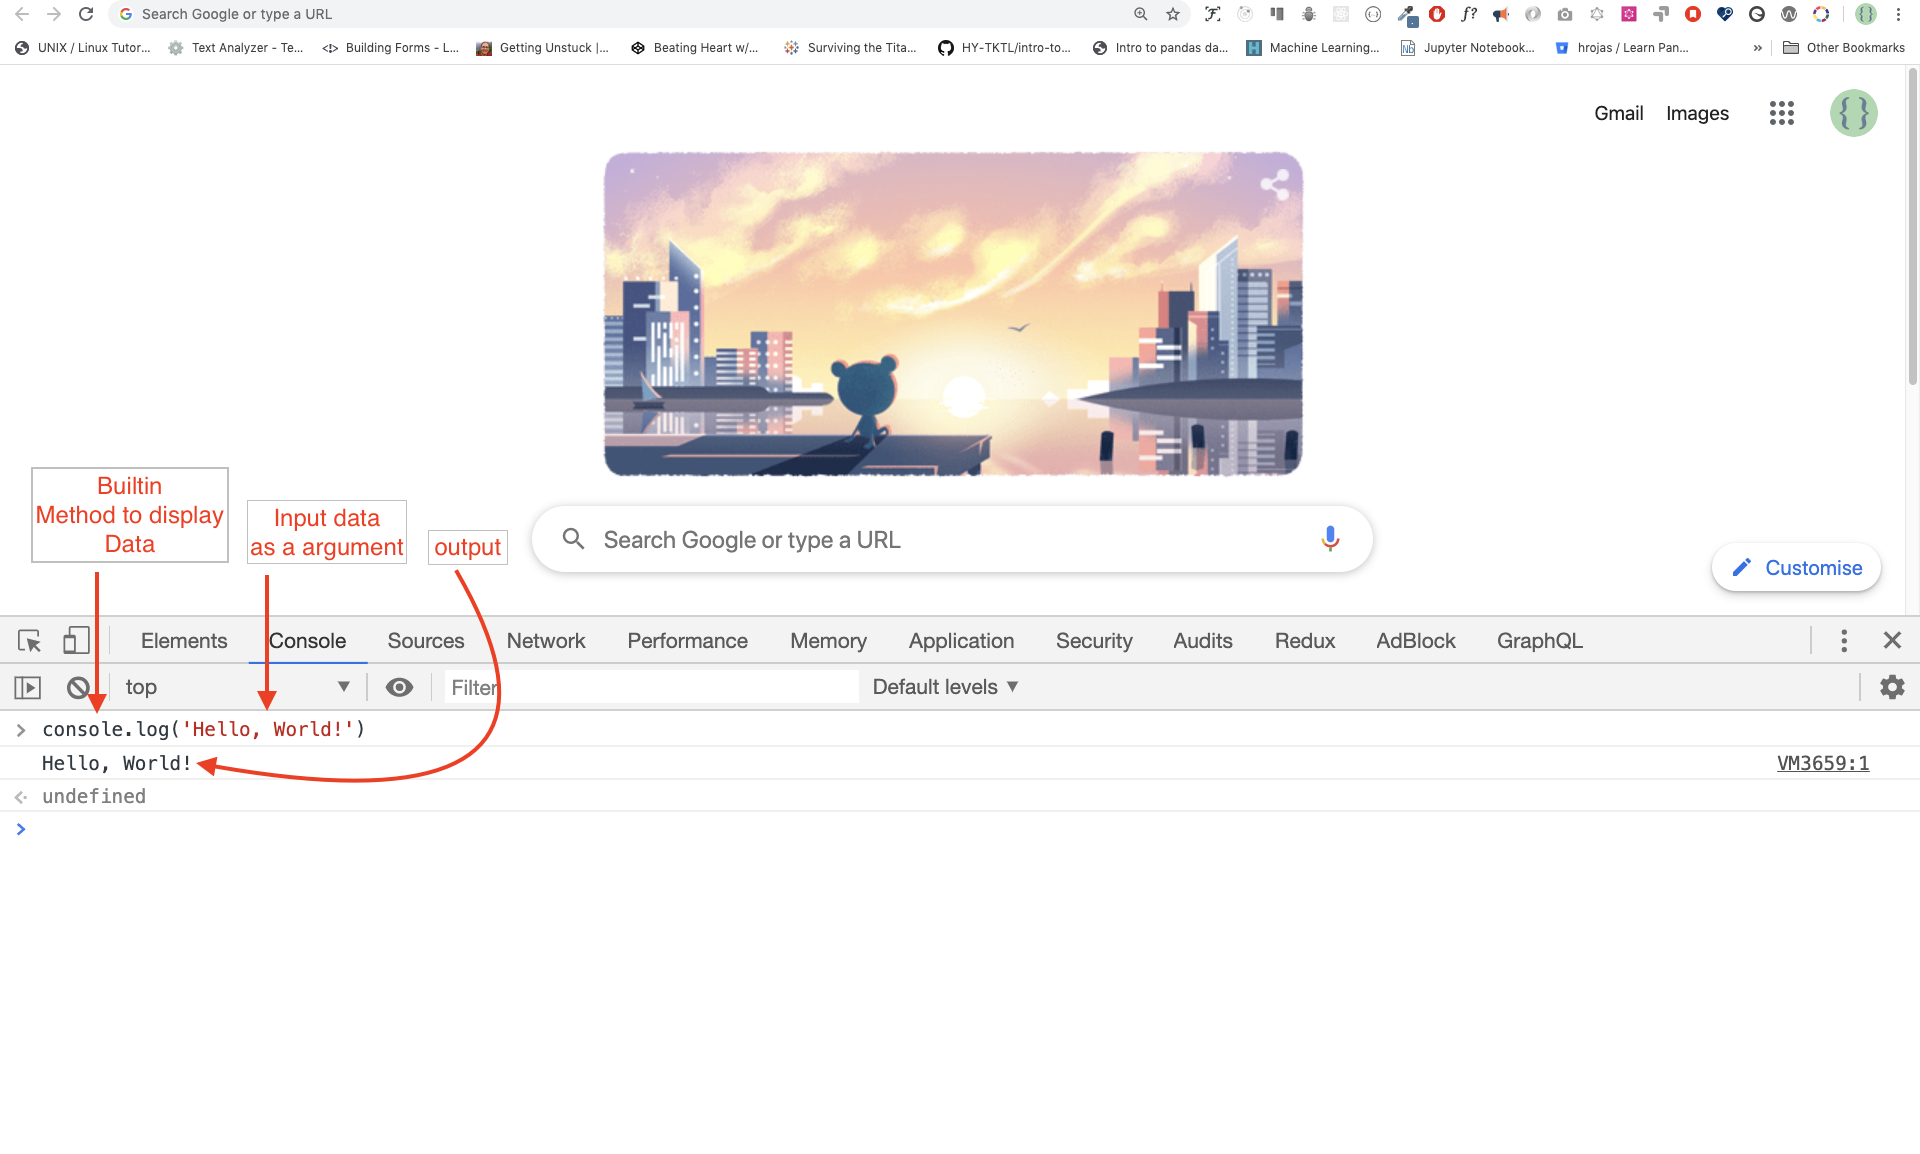 Search Google or type a URL
UNIX / Linux Tutor... Text Analyzer - Te... Building Forms - L... Getting Unstuck |... Beating Heart w/... Surviving the Tita... HY-TKTL/intro-to... Intro to pandas da... Machine Learning... Jupyter Notebook... hrojas / Learn Pan... » Other Bookmarks
Gmail Images
Builtin
Method to display
Data
Input data
as a argument
output
Search Google or type a URL
Customise
Elements Console Sources Network Performance Memory Application Security Audits Redux AdBlock GraphQL
top Filter Default levels
console.log('Hello, World!')
Hello, World! VM3659:1
undefined